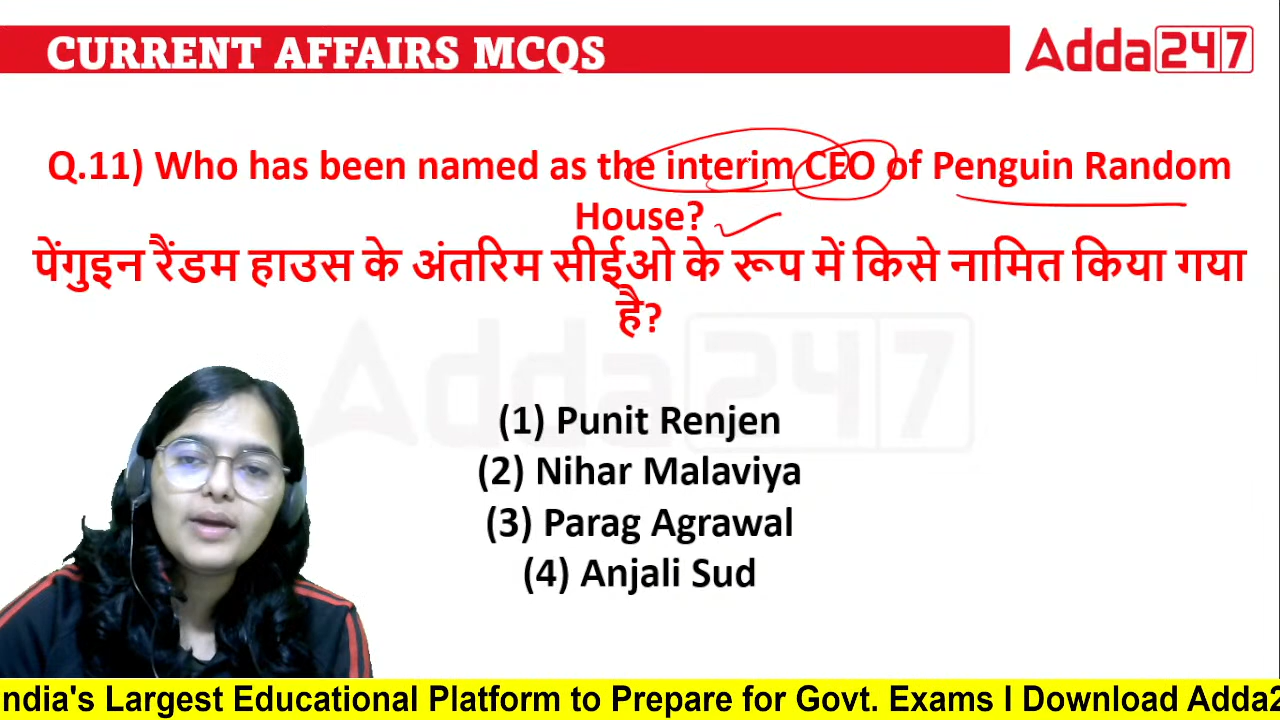 CURRENT AFFAIRS MCQS
Adda247
Q.11) Who has been named as the interim CEO of Penguin Random
House?
पेंगुइन रैंडम हाउस के अंतरिम सीईओ के रूप में किसे नामित किया गया
है?
Adda247
(1) Punit Renjen
(2) Nihar Malaviya
(3) Parag Agrawal
(4) Anjali Sud
ndia's Largest Educational Platform to Prepare for Govt. Exams I Download Adda2